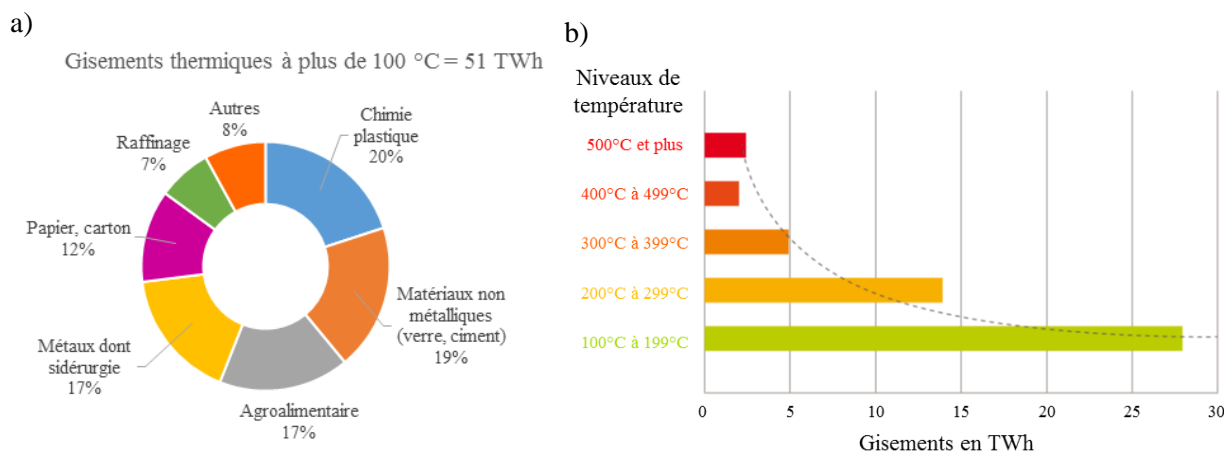 a)
Gisements thermiques à plus de 100 °C = 51 TWh
Autres
8%
Chimie
plastique
20%
Raffinage
7%
Papier, carton
12%
Matériaux non
métalliques
(verre, ciment)
19%
Métaux dont
sidérurgie
17%
Agroalimentaire
17%
b)
Niveaux de
température
500°C et plus
400°C à 499°C
300°C à 399°C
200°C à 299°C
100°C à 199°C
0 5 10 15 20 25 30
Gisements en TWh